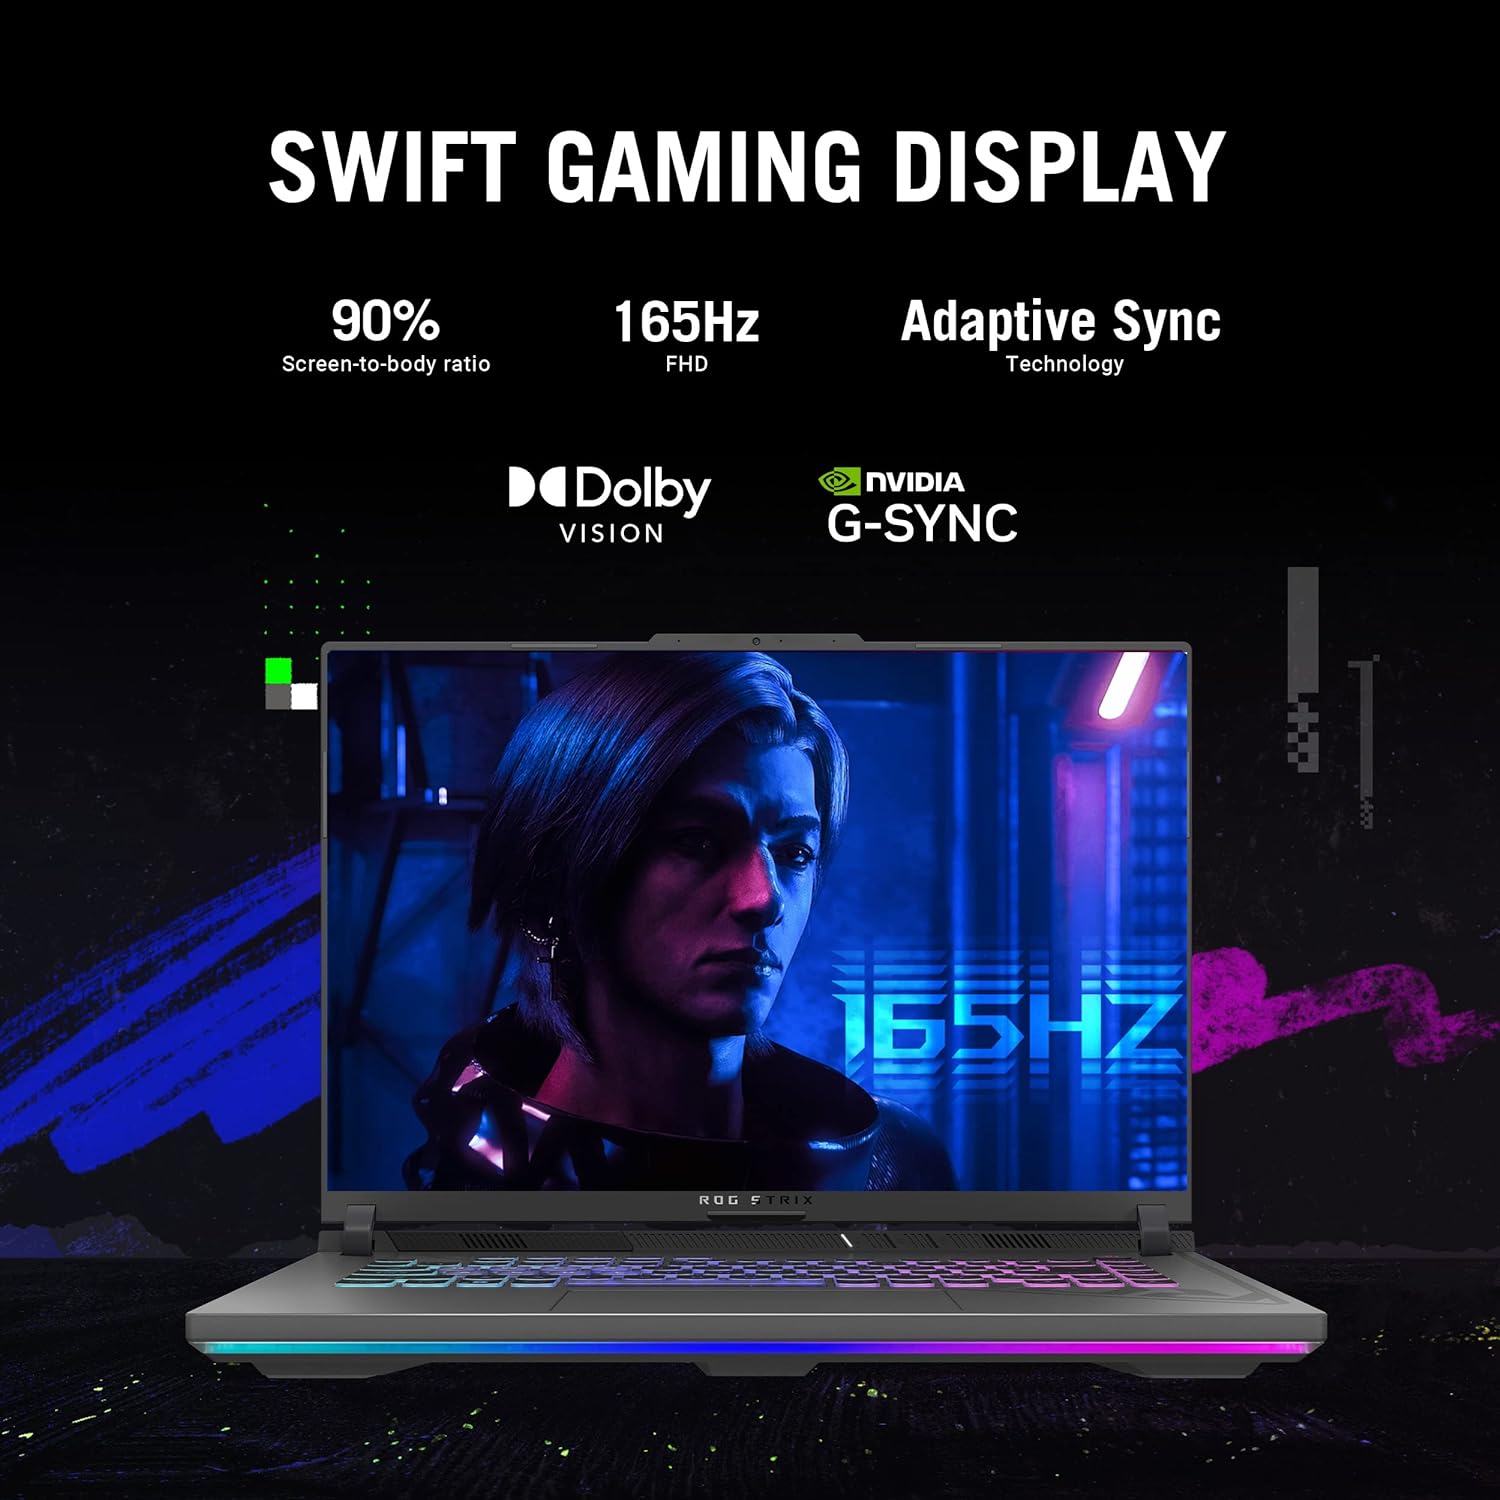 SWIFT GAMING DISPLAY
90% 165Hz Adaptive Sync
Screen-to-body ratio FHD Technology
Dolby NVIDIA
VISION G-SYNC
165HZ
ROG STRIX